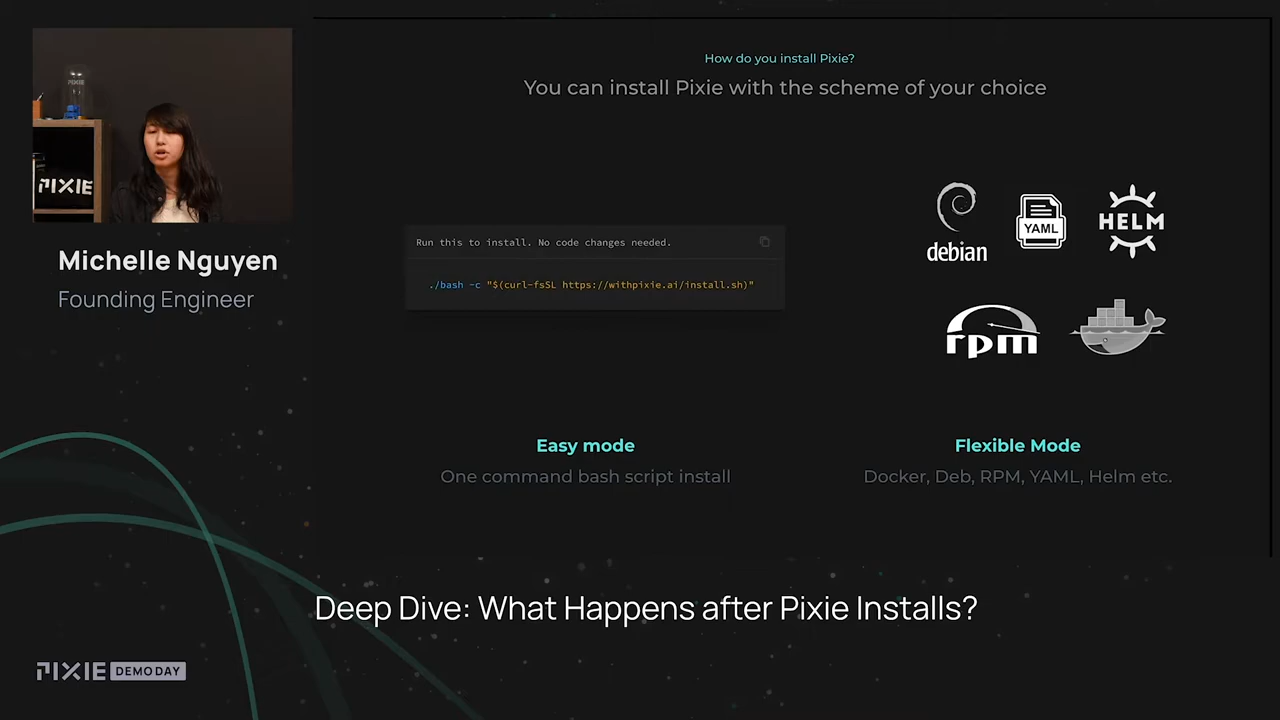 How do you install Pixie?
You can install Pixie with the scheme of your choice
PIXIE
PIXIE
Michelle Nguyen
Founding Engineer
Run this to install. No code changes needed.
./bash -c "$(curl-fsSL https://withpixie.ai/install.sh)"
debian
YAML
HELM
rpm
Easy mode
One command bash script install
Flexible Mode
Docker, Deb, RPM, YAML, Helm etc.
Deep Dive: What Happens after Pixie Installs?
PIXIE DEMO DAY